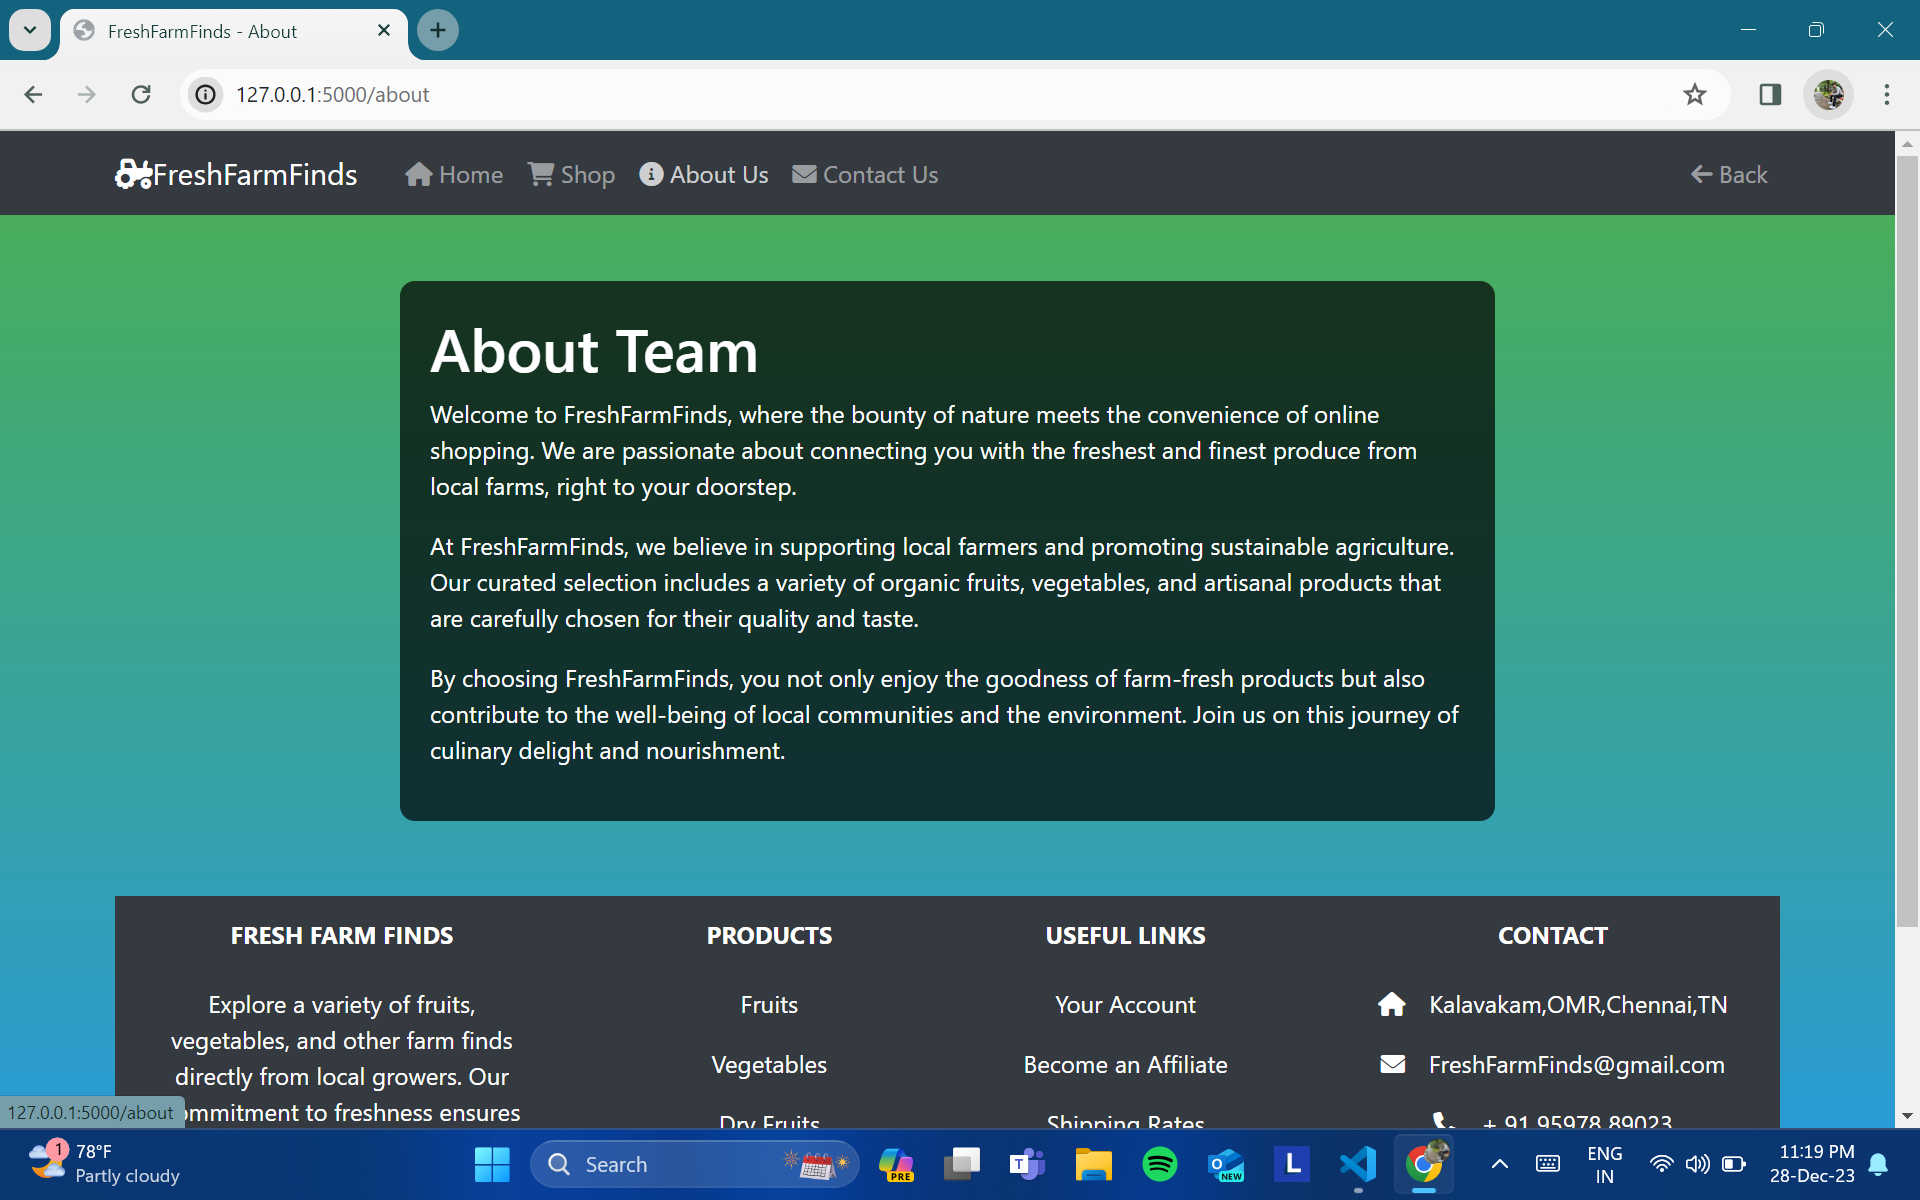 FreshFarmFinds - About
127.0.0.1:5000/about
FreshFarmFinds Home Shop About Us Contact Us Back
About Team
Welcome to FreshFarmFinds, where the bounty of nature meets the convenience of online
shopping. We are passionate about connecting you with the freshest and finest produce from
local farms, right to your doorstep.
At FreshFarmFinds, we believe in supporting local farmers and promoting sustainable agriculture.
Our curated selection includes a variety of organic fruits, vegetables, and artisanal products that
are carefully chosen for their quality and taste.
By choosing FreshFarmFinds, you not only enjoy the goodness of farm-fresh products but also
contribute to the well-being of local communities and the environment. Join us on this journey of
culinary delight and nourishment.
FRESH FARM FINDS
Explore a variety of fruits,
vegetables, and other farm finds
directly from local growers. Our
ommitment to freshness ensures
PRODUCTS
Fruits
Vegetables
Dry Fruits
USEFUL LINKS
Your Account
Become an Affiliate
Shipping Rates
CONTACT
Kalavakam,OMR,Chennai,TN
FreshFarmFinds@gmail.com
+ 91 95978 89023
127.0.0.1:5000/about
1
78°F
Partly cloudy
Search
PRE
T
O
NEW
L
ENG
IN
11:19 PM
28-Dec-23